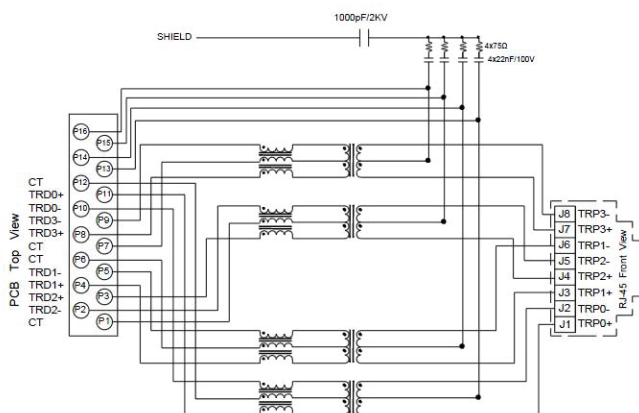 1000pF/2KV
SHIELD
4x75Ω
4x22nF/100V
P16
P15
P14
P13
CT P12
TRD0+ P11
TRD0- P10
TRD3- P9
TRD3+ P8
CT P7
CT P6
TRD1- P5
TRD1+ P4
TRD2+ P3
TRD2- P2
CT P1
PCB Top View
J8 TRP3-
J7 TRP3+
J6 TRP1-
J5 TRP2-
J4 TRP2+
J3 TRP1+
J2 TRP0-
J1 TRP0+
RJ-45 Front View